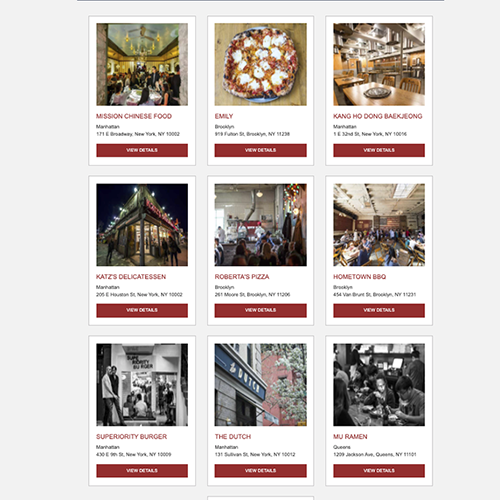 MISSION CHINESE FOOD
Manhattan
171 E Broadway, New York, NY 10002
VIEW DETAILS
EMILY
Brooklyn
919 Fulton St, Brooklyn, NY 11238
VIEW DETAILS
KANG HO DONG BAEKJEONG
Manhattan
1 E 32nd St, New York, NY 10016
VIEW DETAILS
KATZ'S DELICATESSEN
Manhattan
205 E Houston St, New York, NY 10002
VIEW DETAILS
ROBERTA'S PIZZA
Brooklyn
261 Moore St, Brooklyn, NY 11206
VIEW DETAILS
HOMETOWN BBQ
Brooklyn
454 Van Brunt St, Brooklyn, NY 11231
VIEW DETAILS
SUPERIORITY BURGER
SUPERIORITY BURGER
Manhattan
430 E 9th St, New York, NY 10009
VIEW DETAILS
DUTCH
THE DUTCH
Manhattan
131 Sullivan St, New York, NY 10012
VIEW DETAILS
MU RAMEN
Queens
1209 Jackson Ave, Queens, NY 11101
VIEW DETAILS